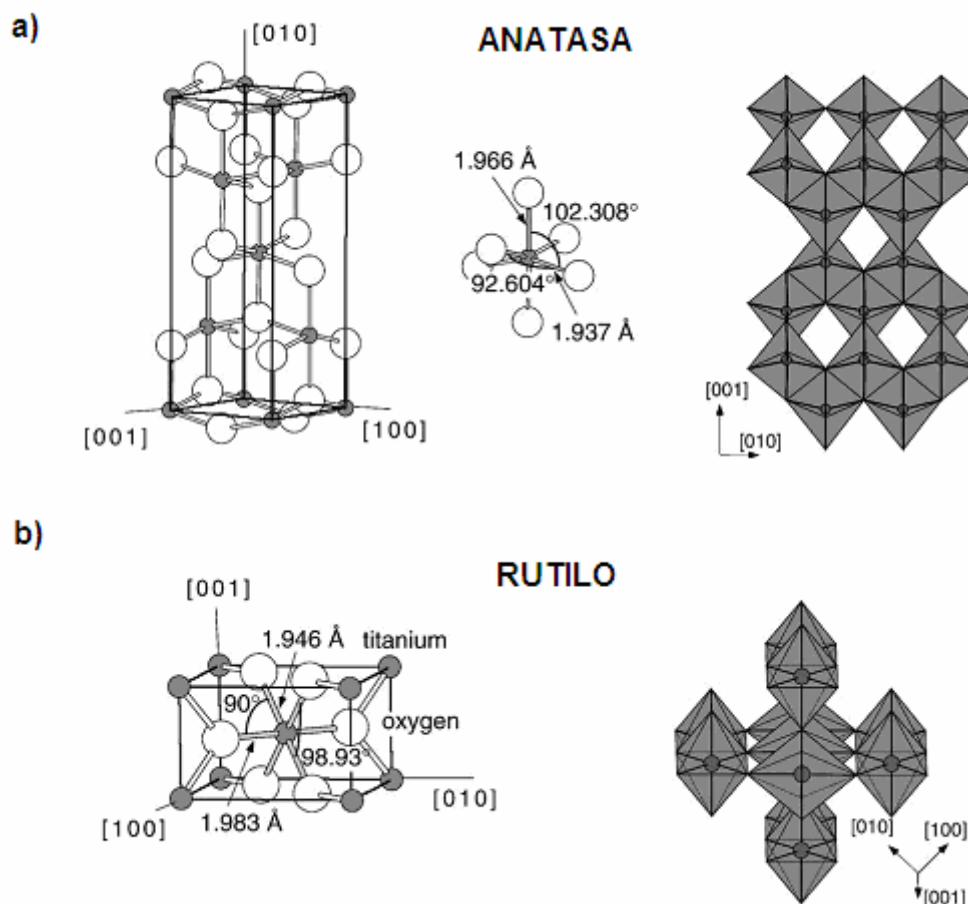 a)
ANATASA
[010]
[001]
[100]
1.966 Å
102.308°
92.604°
1.937 Å
[001]
[010]
b)
RUTILO
[001]
1.946 Å
titanium
90°
oxygen
98.93°
[010]
[100]
1.983 Å
[010]
[100]
[001]